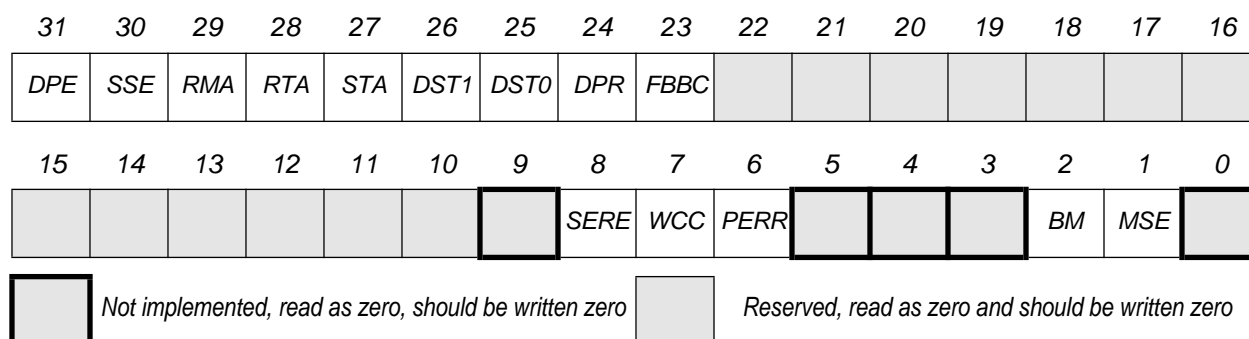 31 30 29 28 27 26 25 24 23 22 21 20 19 18 17 16
DPE SSE RMA RTA STA DST1 DST0 DPR FBBC
15 14 13 12 11 10 9 8 7 6 5 4 3 2 1 0
SERE WCC PERR BM MSE
Not implemented, read as zero, should be written zero Reserved, read as zero and should be written zero